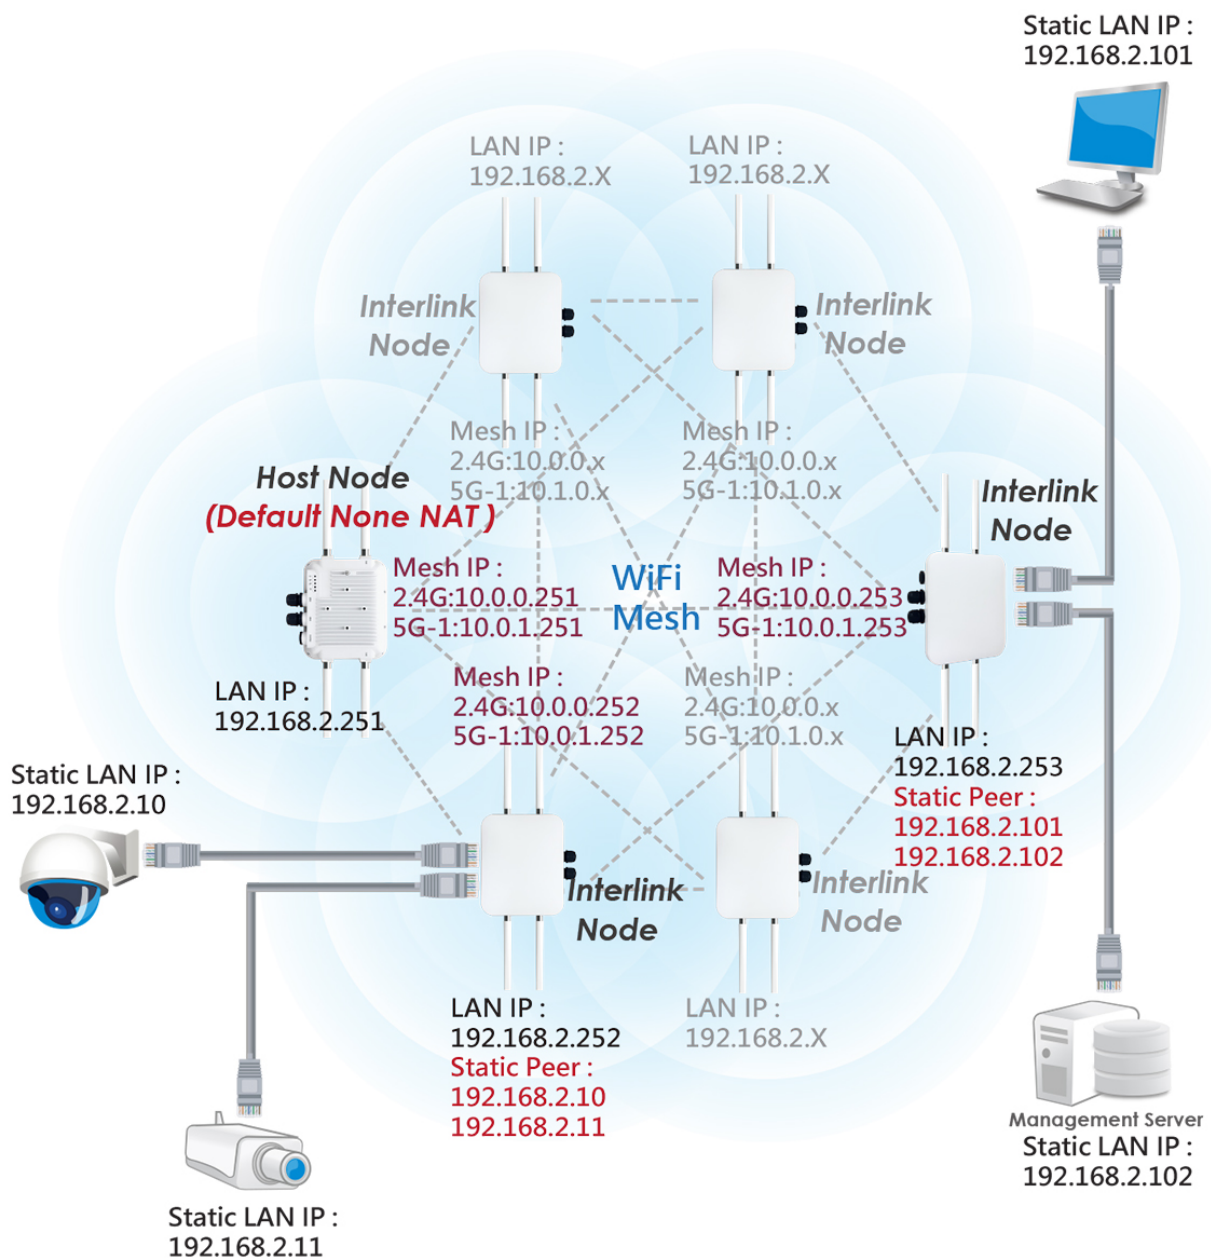 Static LAN IP :
192.168.2.101
LAN IP :
192.168.2.X
LAN IP :
192.168.2.X
Interlink
Node
Interlink
Node
Mesh IP :
2.4G:10.0.0.x
5G-1:10.1.0.x
Mesh IP :
2.4G:10.0.0.x
5G-1:10.1.0.x
Host Node
(Default None NAT )
Interlink
Node
Mesh IP :
2.4G:10.0.0.251
5G-1:10.0.1.251
WiFi
Mesh
Mesh IP :
2.4G:10.0.0.253
5G-1:10.0.1.253
LAN IP :
192.168.2.251
Mesh IP :
2.4G:10.0.0.252
5G-1:10.0.1.252
Mesh IP :
2.4G:10.0.0.x
5G-1:10.1.0.x
LAN IP :
192.168.2.253
Static Peer :
192.168.2.101
192.168.2.102
Static LAN IP :
192.168.2.10
Interlink
Node
Interlink
Node
LAN IP :
192.168.2.252
Static Peer :
192.168.2.10
192.168.2.11
LAN IP :
192.168.2.X
Management Server
Static LAN IP :
192.168.2.102
Static LAN IP :
192.168.2.11